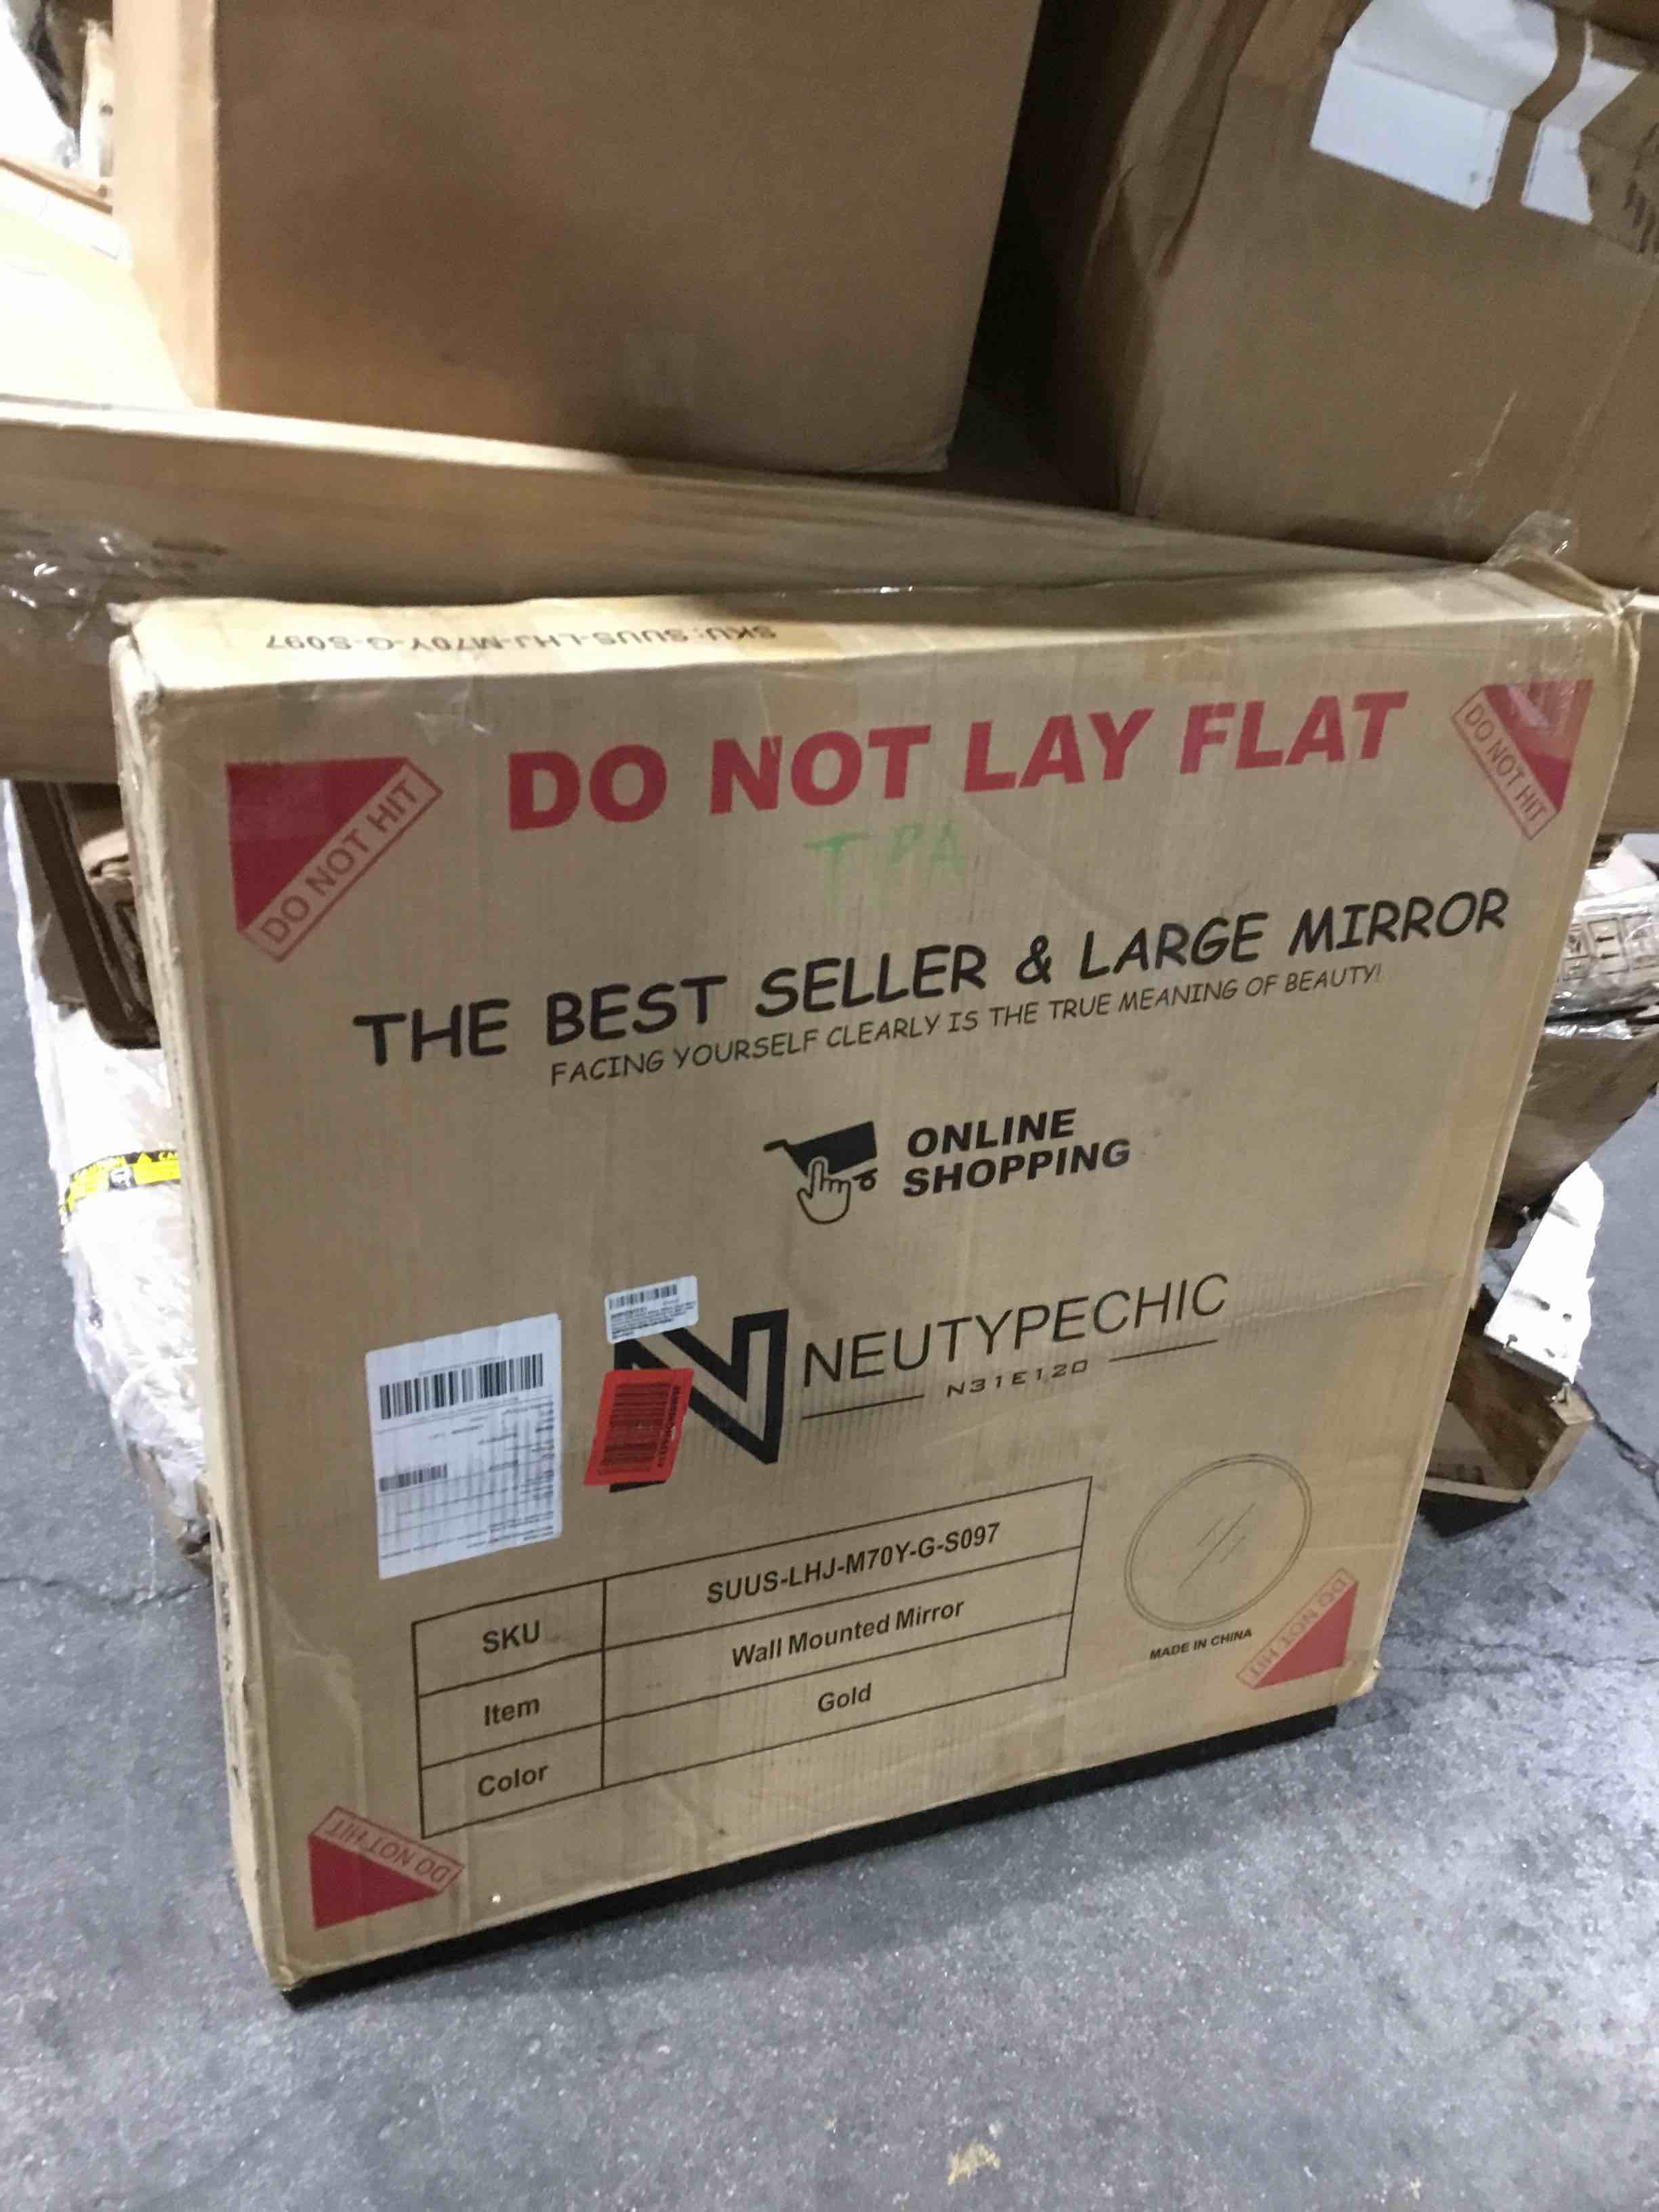 SKU: SUUS-LHJ-M70Y-G-S097
DO NOT LAY FLAT
DO NOT HIT
DO NOT HIT
TPA
THE BEST SELLER & LARGE MIRROR
FACING YOURSELF CLEARLY IS THE TRUE MEANING OF BEAUTY!
ONLINE
SHOPPING
NEUTYPECHIC
N31E120
SKU SUUS-LHJ-M70Y-G-S097
Item Wall Mounted Mirror
Color Gold
MADE IN CHINA
DO NOT HIT
DO NOT HIT